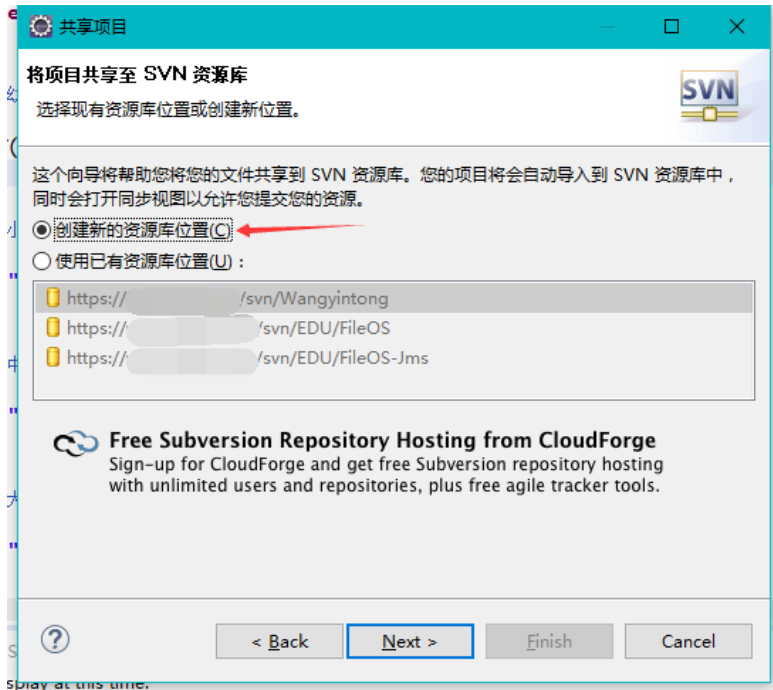 共享项目
将项目共享至 SVN 资源库
选择现有资源库位置或创建新位置。
SVN
这个向导将帮助您将您的文件共享到 SVN 资源库。您的项目将会自动导入到 SVN 资源库中，
同时会打开同步视图以允许您提交您的资源。
创建新的资源库位置(C)
使用已有资源库位置(U)：
https:// /svn/Wangyintong
https:// /svn/EDU/FileOS
https:// /svn/EDU/FileOS-Jms
Free Subversion Repository Hosting from CloudForge
Sign-up for CloudForge and get free Subversion repository hosting
with unlimited users and repositories, plus free agile tracker tools.
? < Back Next > Finish Cancel
splay at this time.